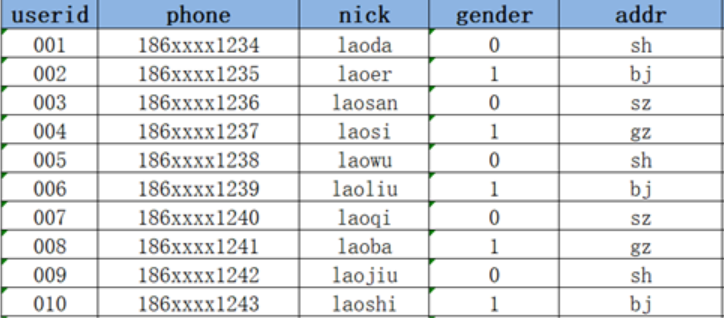 userid phone nick gender addr
001 186xxxx1234 laoda 0 sh
002 186xxxx1235 laoer 1 bj
003 186xxxx1236 laosan 0 sz
004 186xxxx1237 laosi 1 gz
005 186xxxx1238 laowu 0 sh
006 186xxxx1239 laoliu 1 bj
007 186xxxx1240 laoqi 0 sz
008 186xxxx1241 laoba 1 gz
009 186xxxx1242 laojiu 0 sh
010 186xxxx1243 laoshi 1 bj